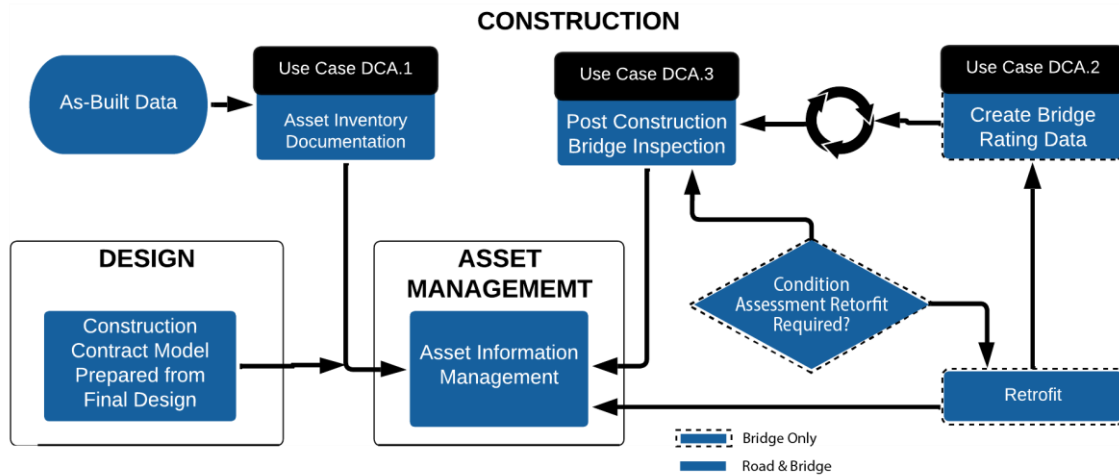 CONSTRUCTION
As-Built Data
Use Case DCA.1
Asset Inventory
Documentation
Use Case DCA.3
Post Construction
Bridge Inspection
Use Case DCA.2
Create Bridge
Rating Data
DESIGN
Construction
Contract Model
Prepared from
Final Design
ASSET
MANAGEMEMT
Asset Information
Management
Condition
Assessment Retorfit
Required?
Retrofit
Bridge Only
Road & Bridge